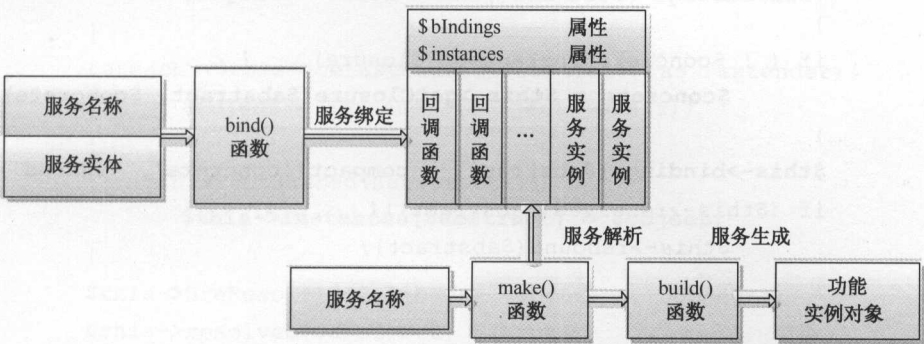 $bIndings 属性
$instances 属性
回调函数
回调函数
...
服务实例
服务实例
服务名称
服务实体
bind()
函数
服务绑定
服务解析
服务生成
服务名称
make()
函数
build()
函数
功能
实例对象